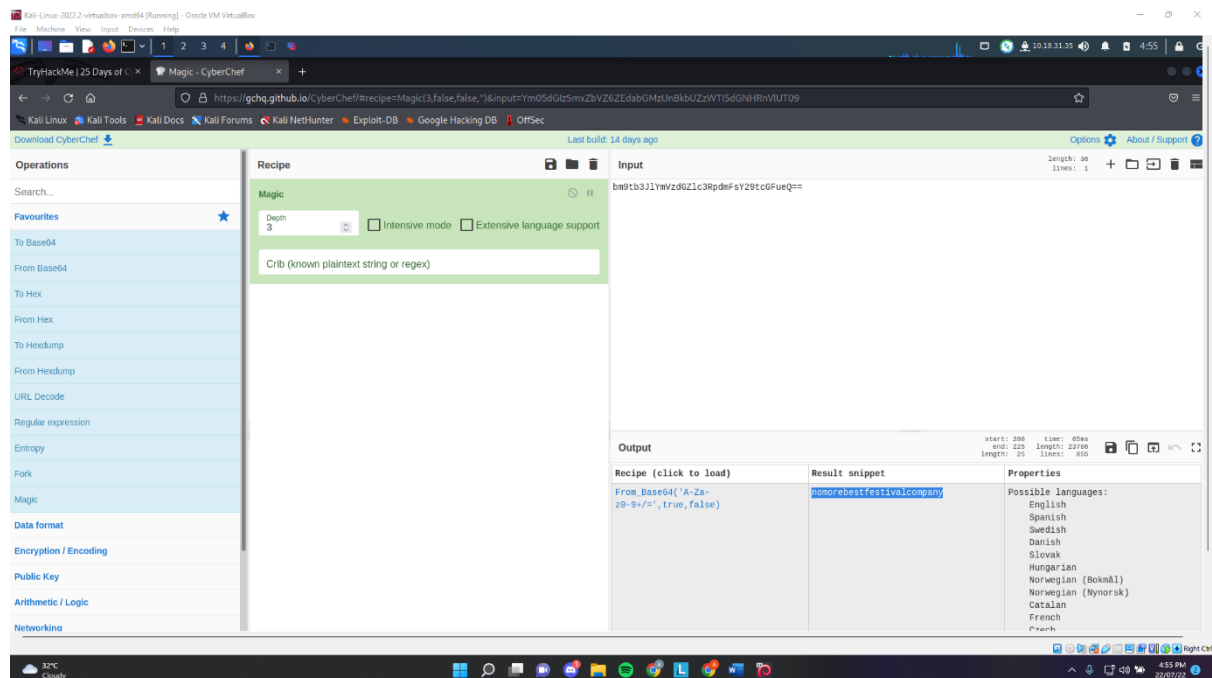 Kali-Linux-2022.2-virtualbox-amd64 [Running] - Oracle VM VirtualBox
File Machine View Input Devices Help
1 2 3 4
10.18.31.35 4:55
TryHackMe | 25 Days of
Magic - CyberChef
https://gchq.github.io/CyberChef/#recipe=Magic(3,false,false,'')&input=
Kali Linux Kali Tools Kali Docs Kali Forums Kali NetHunter Exploit-DB Google Hacking DB OffSec
Download CyberChef Last build: 14 days ago Options About / Support
Operations
Search...
Favourites
To Base64
From Base64
To Hex
From Hex
To Hexdump
From Hexdump
URL Decode
Regular expression
Entropy
Fork
Magic
Data format
Encryption / Encoding
Public Key
Arithmetic / Logic
Networking
Recipe
Magic
Depth
3
Intensive mode Extensive language support
Crib (known plaintext string or regex)
Input
length: 36
lines: 1
bm9tb3JlYmVzdGZlc3RpdmFsY29tcGFueQ==
Output
start: 200 time: 65ms
end: 225 length: 23786
length: 25 lines: 855
Recipe (click to load) Result snippet Properties
From_Base64('A-Za-
z0-9+/=',true,false)
nomorebestfestivalcompany
Possible languages:
English
Spanish
Swedish
Danish
Slovak
Hungarian
Norwegian (Bokmål)
Norwegian (Nynorsk)
Catalan
French
Czech
Right Ctrl
32°C
Cloudy
4:55 PM
22/07/22